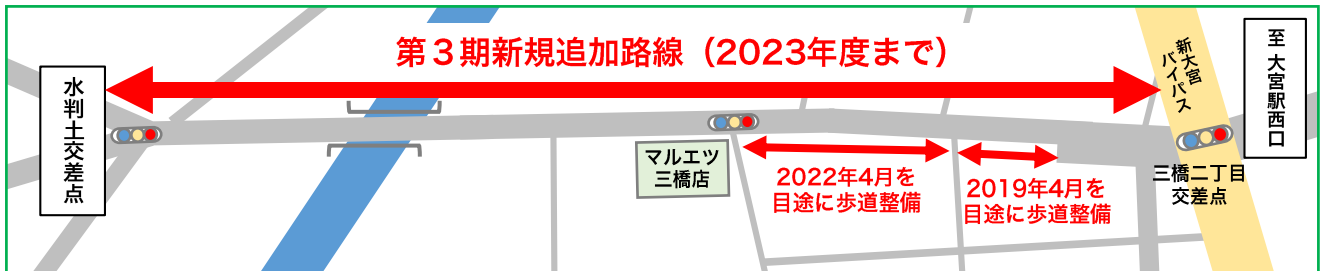 第３期新規追加路線（2023年度まで）
水判土交差点
マルエツ
三橋店
2022年4月を
目途に歩道整備
2019年4月を
目途に歩道整備
新大宮
バイパス
三橋二丁目
交差点
至 大宮駅西口